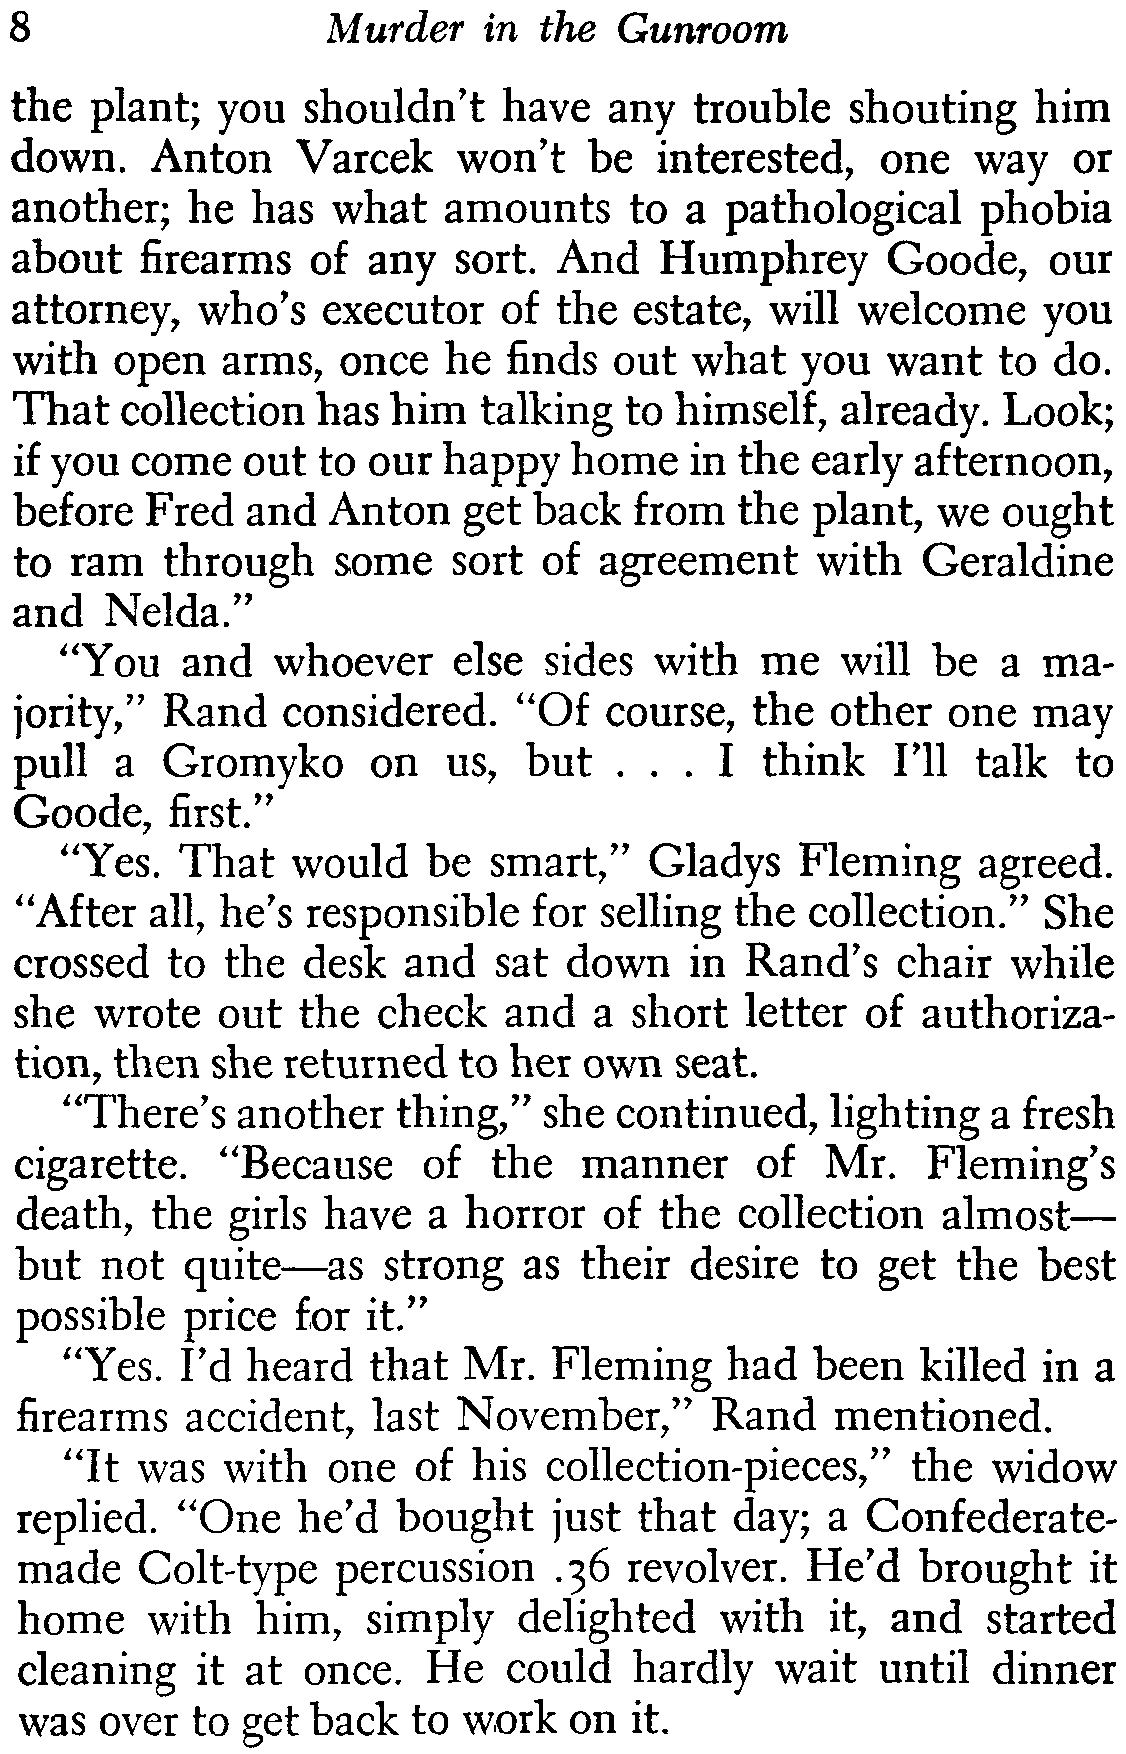 8 Murder in the Gunroom
the plant; you shouldn't have any trouble shouting him
down. Anton Varcek won't be interested, one way or
another; he has what amounts to a pathological phobia
about firearms of any sort. And Humphrey Goode, our
attorney, who's executor of the estate, will welcome you
with open arms, once he finds out what you want to do.
That collection has him talking to himself, already. Look;
if you come out to our happy home in the early afternoon,
before Fred and Anton get back from the plant, we ought
to ram through some sort of agreement with Geraldine
and Nelda."
"You and whoever else sides with me will be a ma-
jority," Rand considered. "Of course, the other one may
pull a Gromyko on us, but . . . I think I'll talk to
Goode, first."
"Yes. That would be smart," Gladys Fleming agreed.
"After all, he's responsible for selling the collection." She
crossed to the desk and sat down in Rand's chair while
she wrote out the check and a short letter of authoriza-
tion, then she returned to her own seat.
"There's another thing," she continued, lighting a fresh
cigarette. "Because of the manner of Mr. Fleming's
death, the girls have a horror of the collection almost—
but not quite—as strong as their desire to get the best
possible price for it."
"Yes. I'd heard that Mr. Fleming had been killed in a
firearms accident, last November," Rand mentioned.
"It was with one of his collection-pieces," the widow
replied. "One he'd bought just that day; a Confederate-
made Colt-type percussion .36 revolver. He'd brought it
home with him, simply delighted with it, and started
cleaning it at once. He could hardly wait until dinner
was over to get back to work on it.